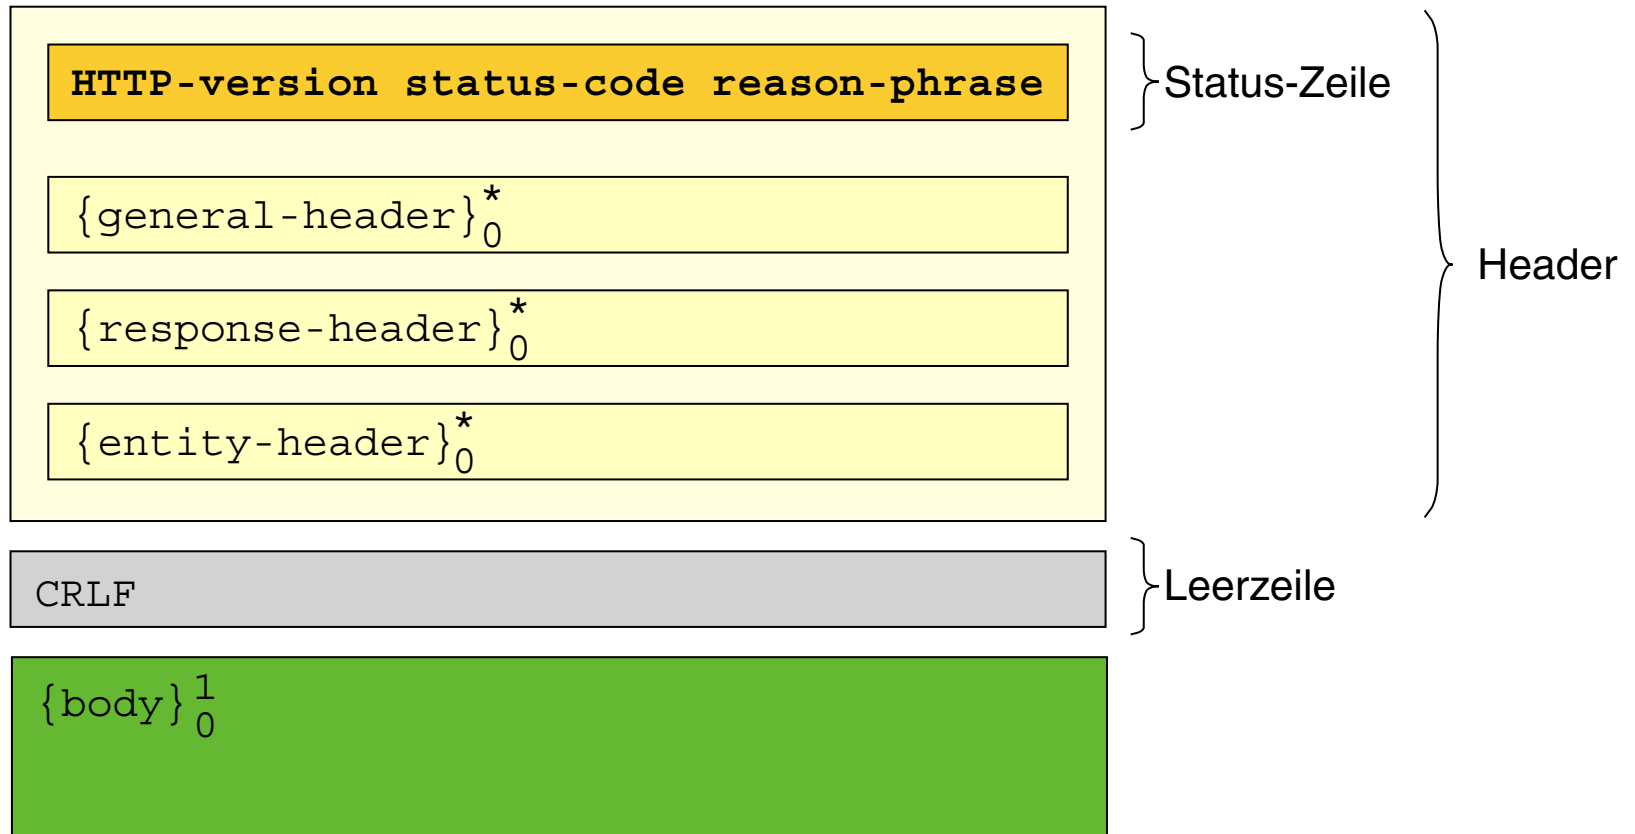 HTTP-version status-code reason-phrase
Status-Zeile
{general-header}*0
Header
{response-header}*0
{entity-header}*0
CRLF
Leerzeile
{body}10